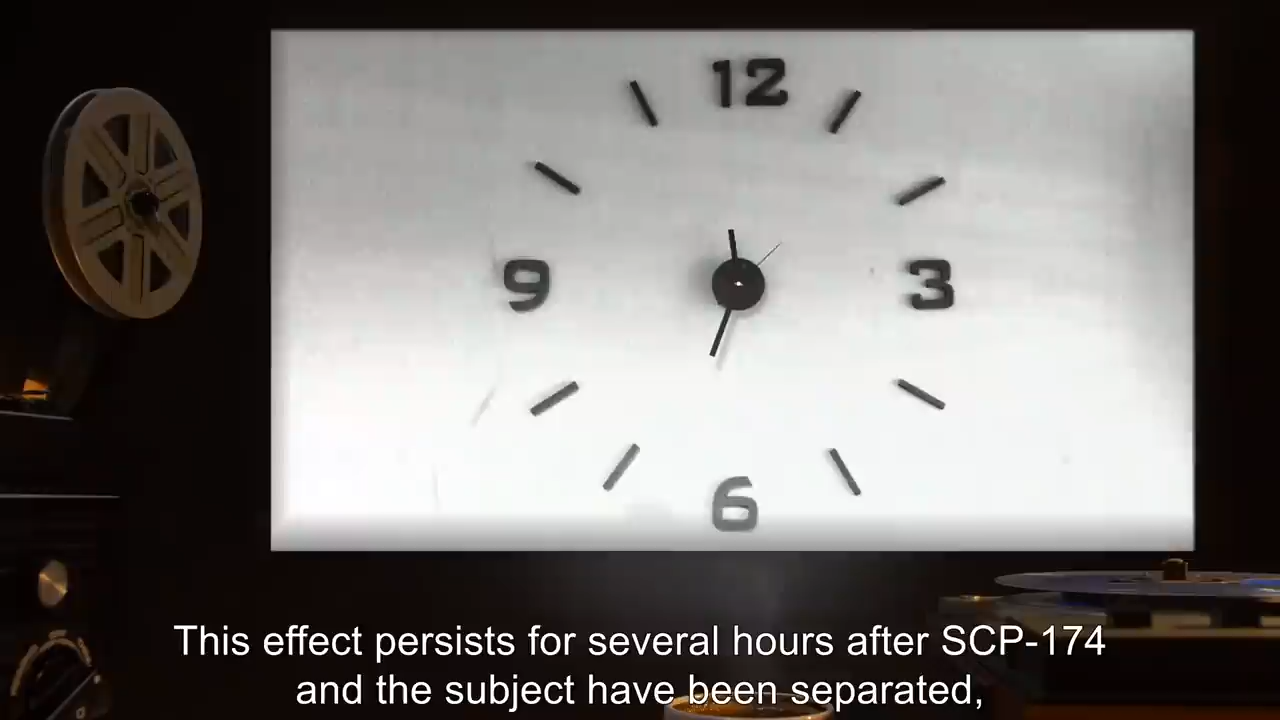 12
9 3
6
This effect persists for several hours after SCP-174
and the subject have been separated,